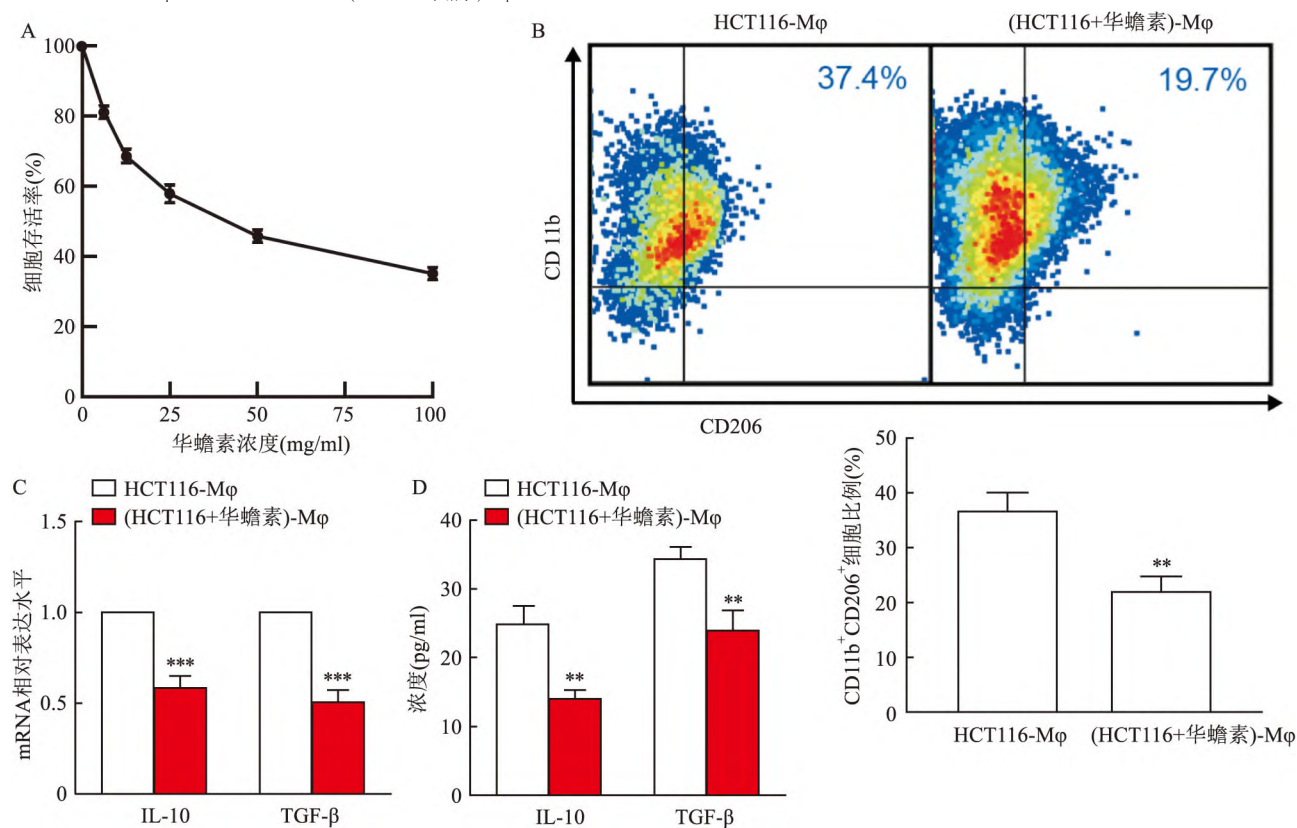 A
100
80
60
40
20
0
细胞存活率(%)
0 25 50 75 100
华蟾素浓度(mg/ml)
B
HCT116-Mφ
(HCT116+华蟾素)-Mφ
37.4%
19.7%
CD 11b
CD206
C
HCT116-Mφ
(HCT116+华蟾素)-Mφ
1.5
1.0
0.5
0
mRNA相对表达水平
***
***
IL-10 TGF-β
D
HCT116-Mφ
(HCT116+华蟾素)-Mφ
40
30
20
10
0
浓度(pg/ml)
**
**
IL-10 TGF-β
50
40
30
20
10
0
CD11b⁺CD206⁺细胞比例(%)
**
HCT116-Mφ (HCT116+华蟾素)-Mφ